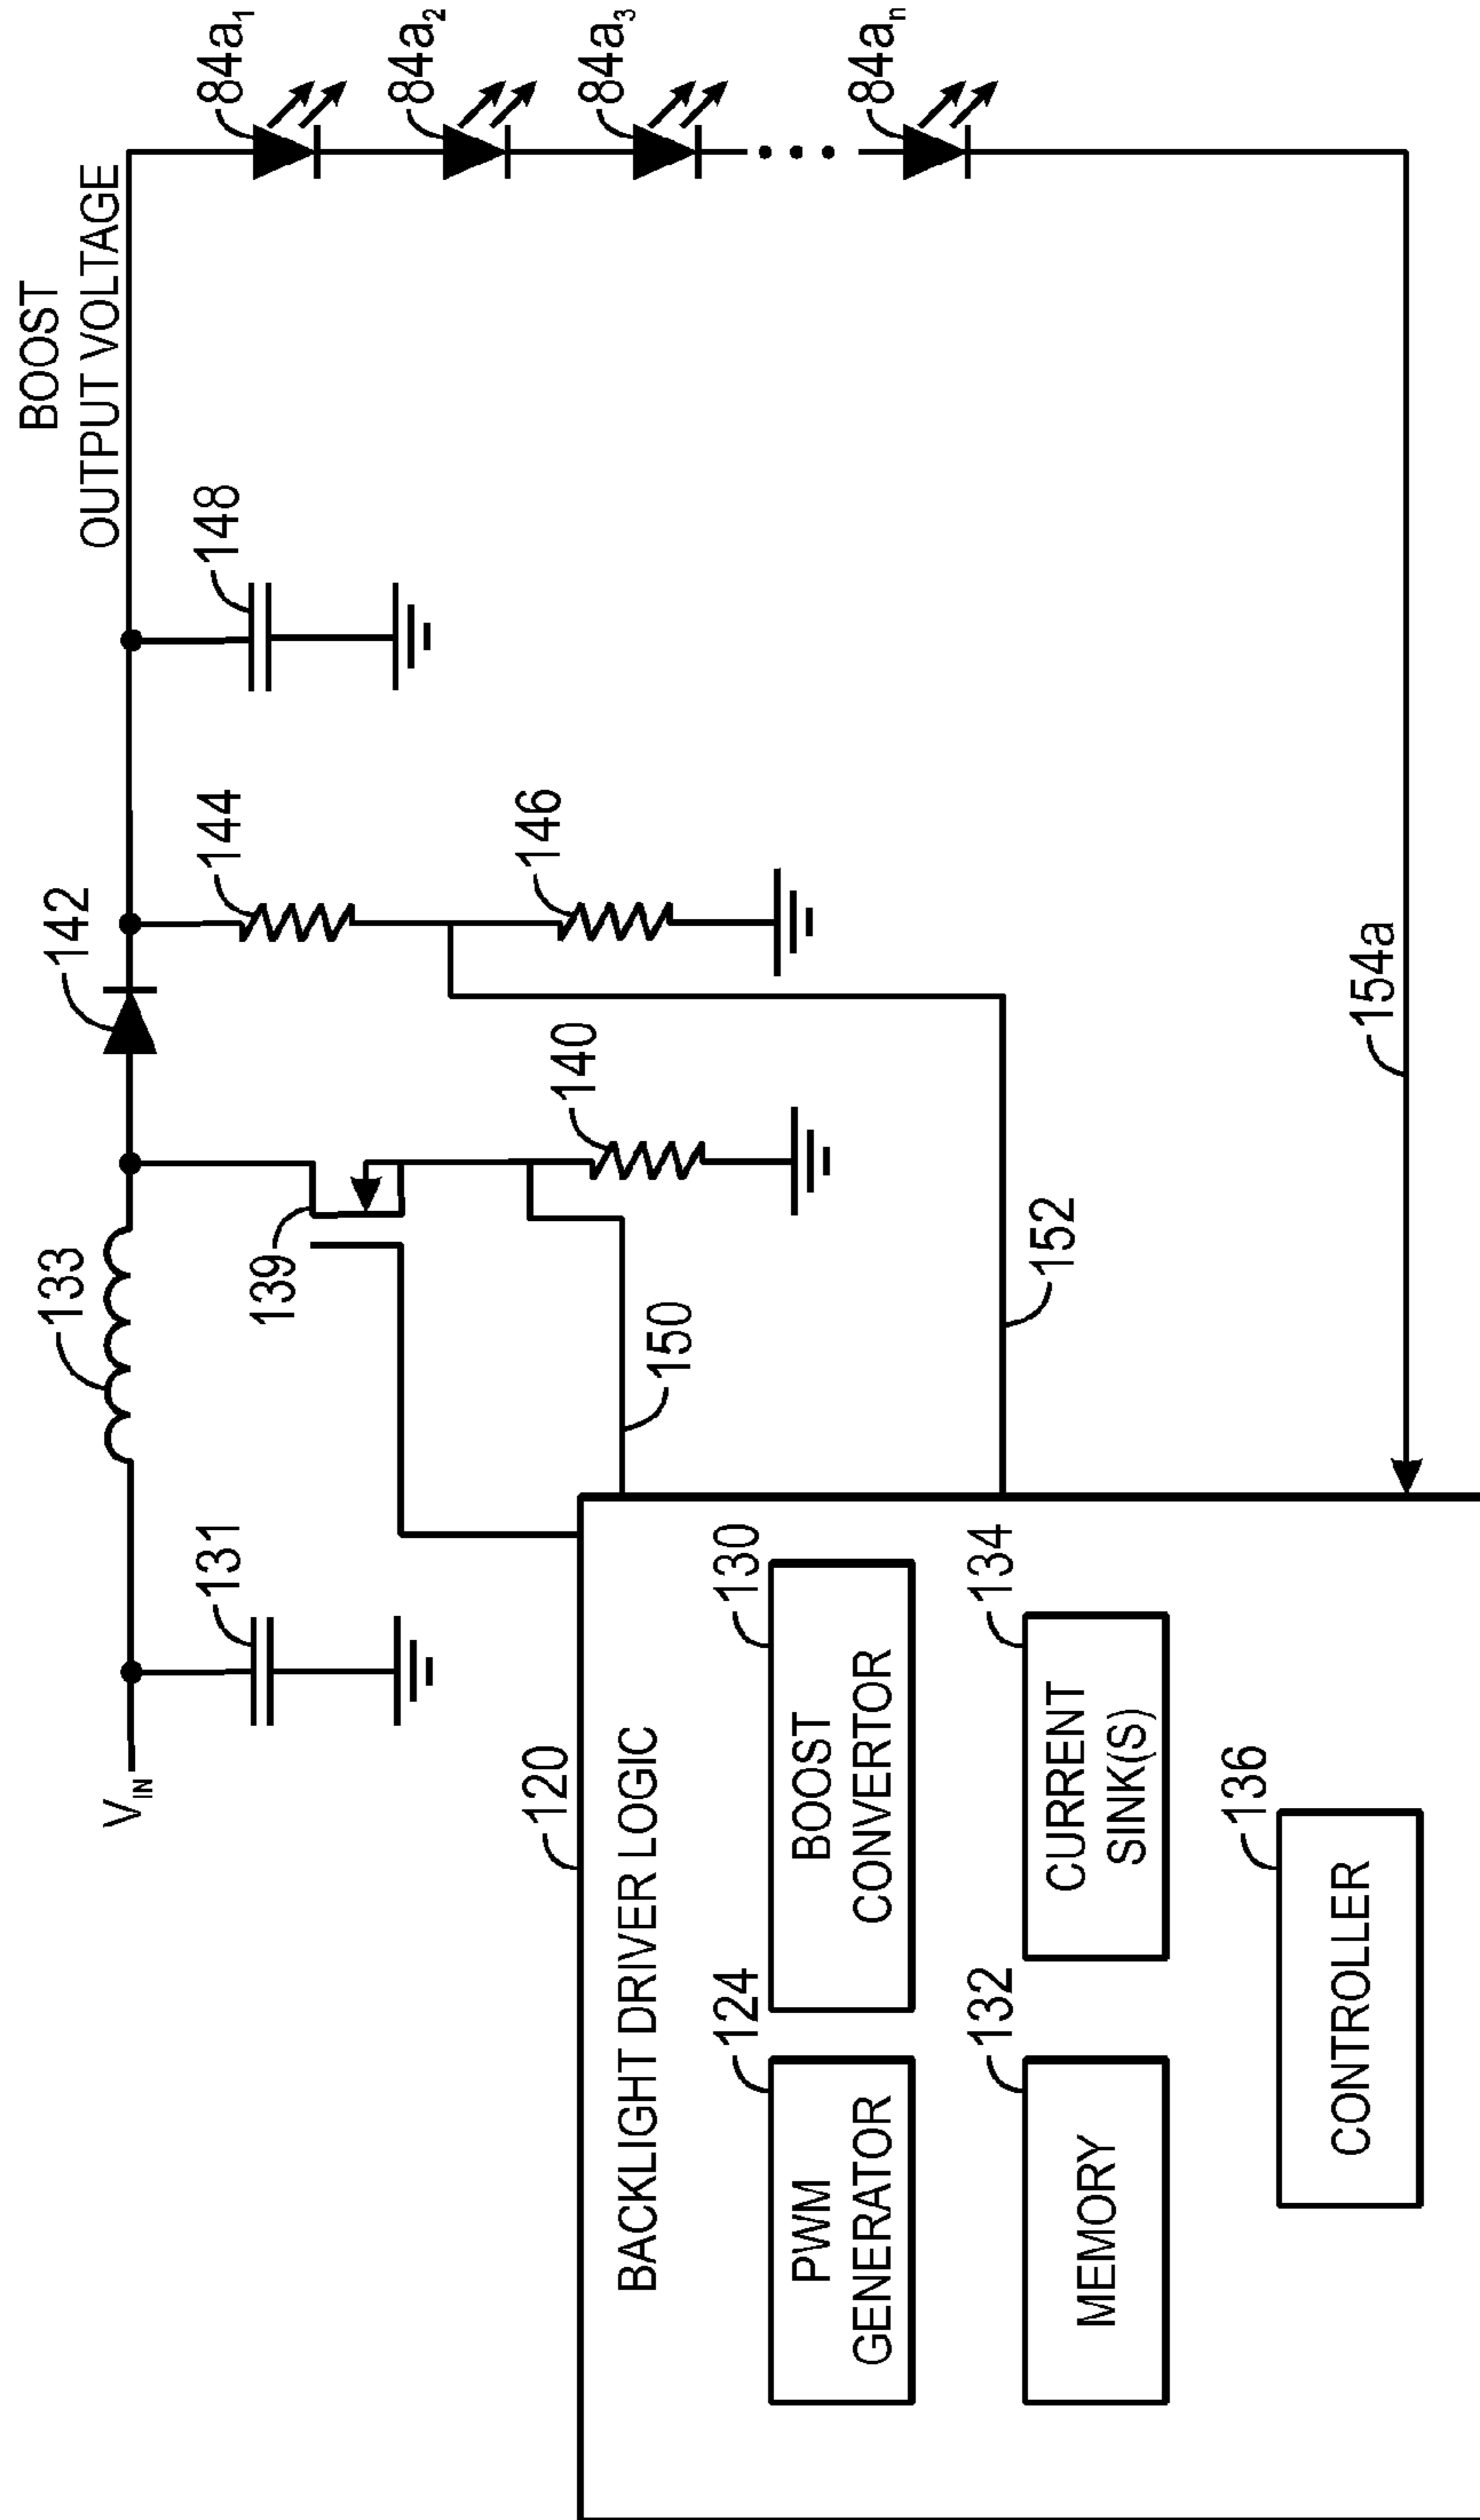 BOOST
OUTPUT VOLTAGE
V_IN
133
142
131
139
144
148
84a₁
84a₂
84a₃
84aₙ
140
146
120
150
152
154a
BACKLIGHT DRIVER LOGIC
124
PWM
GENERATOR
130
BOOST
CONVERTOR
132
MEMORY
134
CURRENT
SINK(S)
136
CONTROLLER